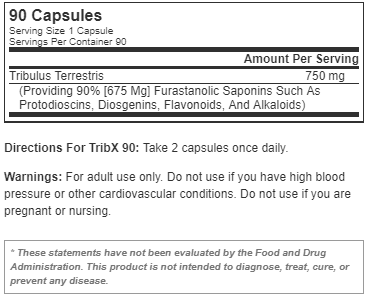 90 Capsules
Serving Size 1 Capsule
Servings Per Container 90
Amount Per Serving
Tribulus Terrestris 750 mg
(Providing 90% [675 Mg] Furastanolic Saponins Such As
Protodioscins, Diosgenins, Flavonoids, And Alkaloids)
Directions For TribX 90: Take 2 capsules once daily.
Warnings: For adult use only. Do not use if you have high blood
pressure or other cardiovascular conditions. Do not use if you are
pregnant or nursing.
* These statements have not been evaluated by the Food and Drug
Administration. This product is not intended to diagnose, treat, cure, or
prevent any disease.